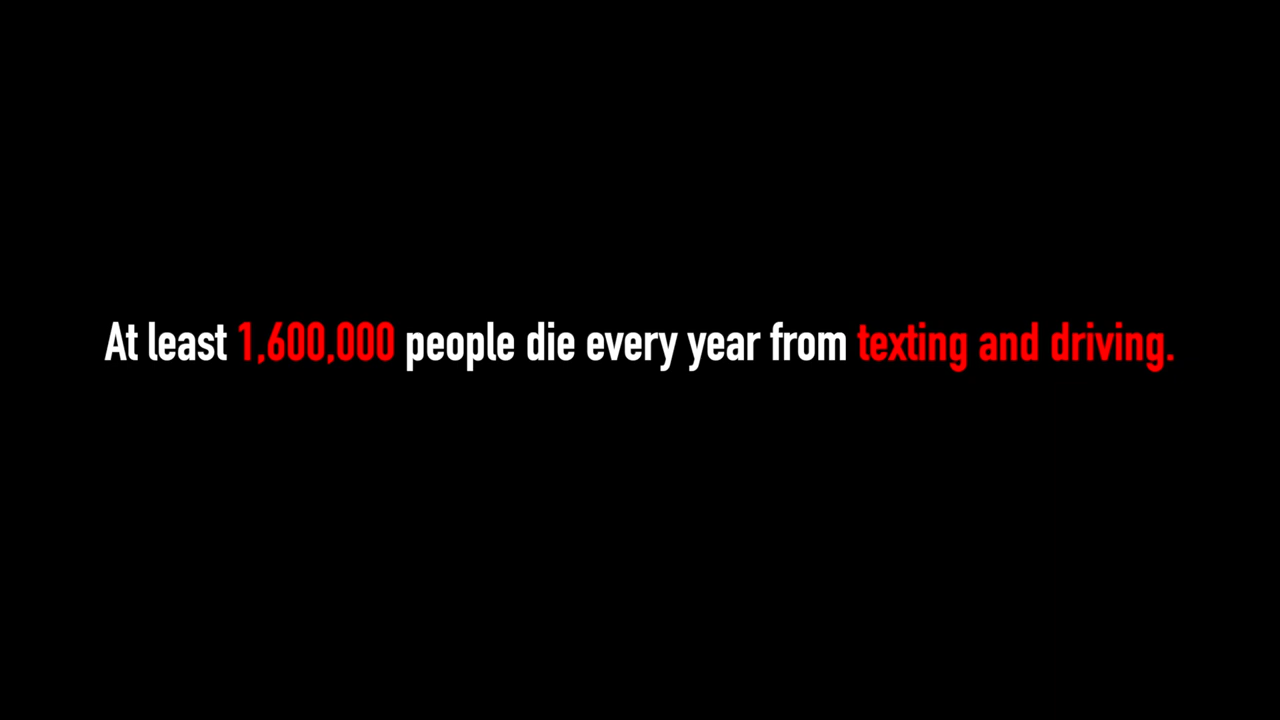 At least 1,600,000 people die every year from texting and driving.